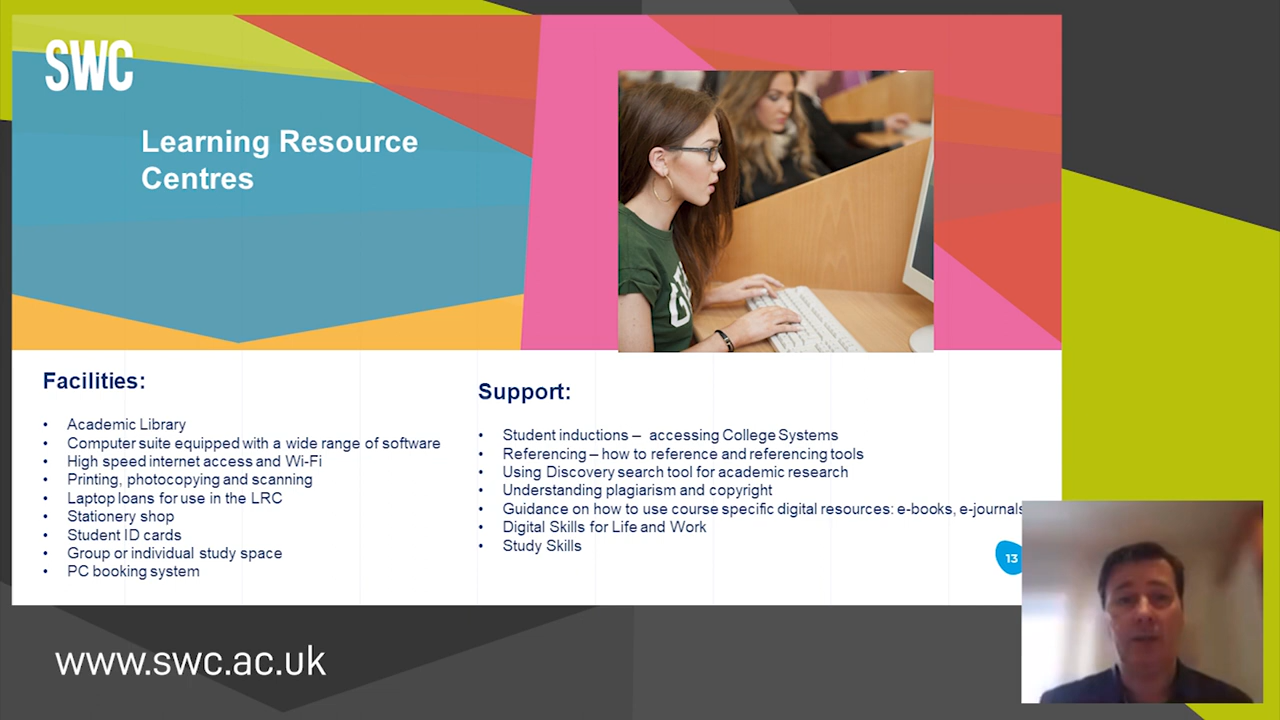 SWC
Learning Resource
Centres
Facilities:
• Academic Library
• Computer suite equipped with a wide range of software
• High speed internet access and Wi-Fi
• Printing, photocopying and scanning
• Laptop loans for use in the LRC
• Stationery shop
• Student ID cards
• Group or individual study space
• PC booking system
Support:
• Student inductions – accessing College Systems
• Referencing – how to reference and referencing tools
• Using Discovery search tool for academic research
• Understanding plagiarism and copyright
• Guidance on how to use course specific digital resources: e-books, e-journals
• Digital Skills for Life and Work
• Study Skills
13
www.swc.ac.uk